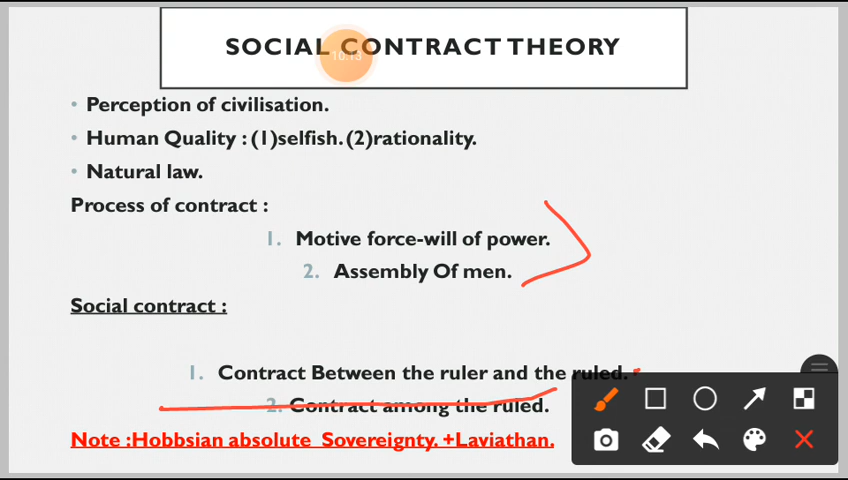 SOCIAL CONTRACT THEORY
10:15
• Perception of civilisation.
• Human Quality : (1)selfish. (2)rationality.
• Natural law.
Process of contract :
1. Motive force-will of power.
2. Assembly Of men.
Social contract :
1. Contract Between the ruler and the ruled.
2. Contract among the ruled.
Note :Hobbsian absolute Sovereignty. +Laviathan.